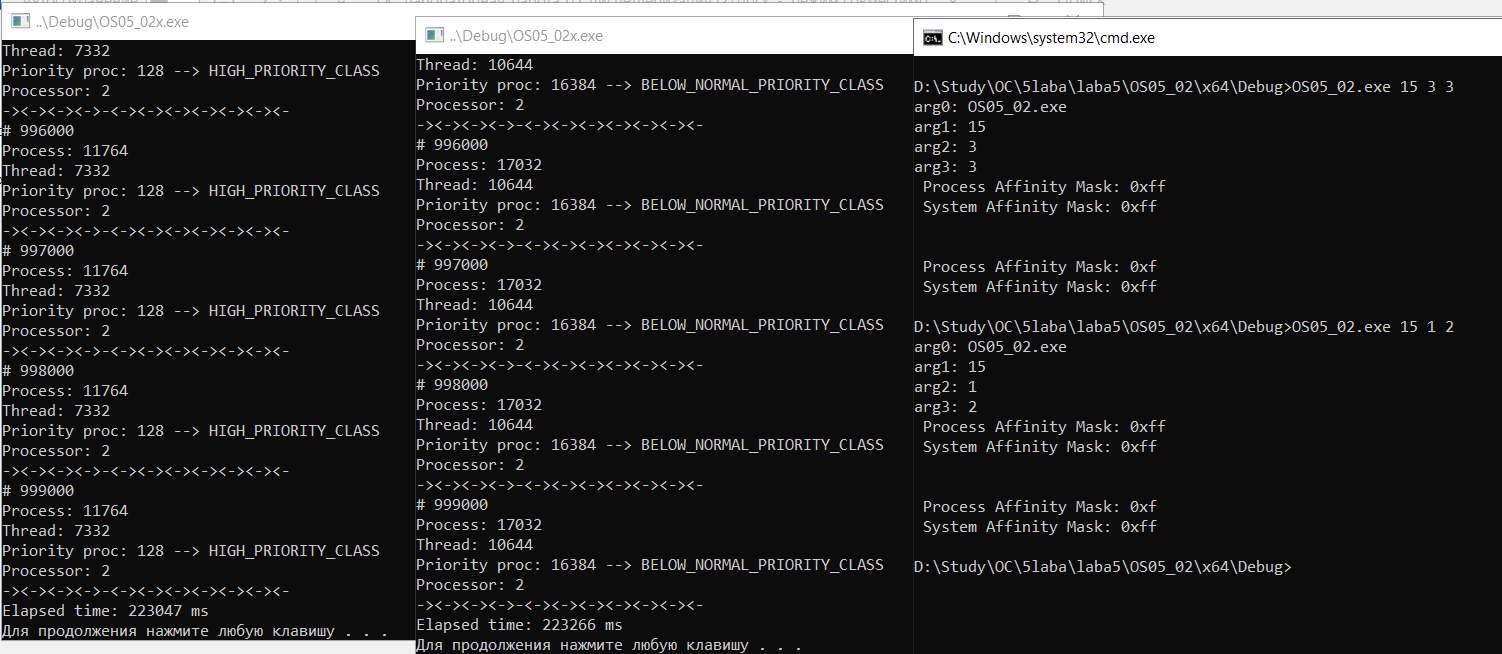 ..\Debug\OS05_02x.exe
Thread: 7332
Priority proc: 128 --> HIGH_PRIORITY_CLASS
Processor: 2
-><-><-><-><-><-><-><-><-><-><-
# 996000
Process: 11764
Thread: 7332
Priority proc: 128 --> HIGH_PRIORITY_CLASS
Processor: 2
-><-><-><-><-><-><-><-><-><-><-
# 997000
Process: 11764
Thread: 7332
Priority proc: 128 --> HIGH_PRIORITY_CLASS
Processor: 2
-><-><-><-><-><-><-><-><-><-><-
# 998000
Process: 11764
Thread: 7332
Priority proc: 128 --> HIGH_PRIORITY_CLASS
Processor: 2
-><-><-><-><-><-><-><-><-><-><-
# 999000
Process: 11764
Thread: 7332
Priority proc: 128 --> HIGH_PRIORITY_CLASS
Processor: 2
-><-><-><-><-><-><-><-><-><-><-
Elapsed time: 223047 ms
Для продолжения нажмите любую клавишу . . .
..\Debug\OS05_02x.exe
Thread: 10644
Priority proc: 16384 --> BELOW_NORMAL_PRIORITY_CLASS
Processor: 2
-><-><-><-><-><-><-><-><-><-><-
# 996000
Process: 17032
Thread: 10644
Priority proc: 16384 --> BELOW_NORMAL_PRIORITY_CLASS
Processor: 2
-><-><-><-><-><-><-><-><-><-><-
# 997000
Process: 17032
Thread: 10644
Priority proc: 16384 --> BELOW_NORMAL_PRIORITY_CLASS
Processor: 2
-><-><-><-><-><-><-><-><-><-><-
# 998000
Process: 17032
Thread: 10644
Priority proc: 16384 --> BELOW_NORMAL_PRIORITY_CLASS
Processor: 2
-><-><-><-><-><-><-><-><-><-><-
# 999000
Process: 17032
Thread: 10644
Priority proc: 16384 --> BELOW_NORMAL_PRIORITY_CLASS
Processor: 2
-><-><-><-><-><-><-><-><-><-><-
Elapsed time: 223266 ms
Для продолжения нажмите любую клавишу . . .
C:\Windows\system32\cmd.exe
D:\Study\OC\5laba\laba5\OS05_02\x64\Debug>OS05_02.exe 15 3 3
arg0: OS05_02.exe
arg1: 15
arg2: 3
arg3: 3
Process Affinity Mask: 0xff
System Affinity Mask: 0xff
Process Affinity Mask: 0xf
System Affinity Mask: 0xff
D:\Study\OC\5laba\laba5\OS05_02\x64\Debug>OS05_02.exe 15 1 2
arg0: OS05_02.exe
arg1: 15
arg2: 1
arg3: 2
Process Affinity Mask: 0xff
System Affinity Mask: 0xff
Process Affinity Mask: 0xf
System Affinity Mask: 0xff
D:\Study\OC\5laba\laba5\OS05_02\x64\Debug>